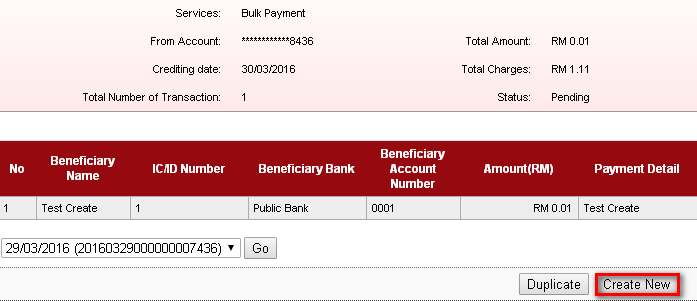 Services: Bulk Payment
From Account: ************8436 Total Amount: RM 0.01
Crediting date: 30/03/2016 Total Charges: RM 1.11
Total Number of Transaction: 1 Status: Pending
No Beneficiary Name IC/ID Number Beneficiary Bank Beneficiary Account Number Amount(RM) Payment Detail
1 Test Create 1 Public Bank 0001 RM 0.01 Test Create
29/03/2016 (20160329000000007436) Go
Duplicate Create New